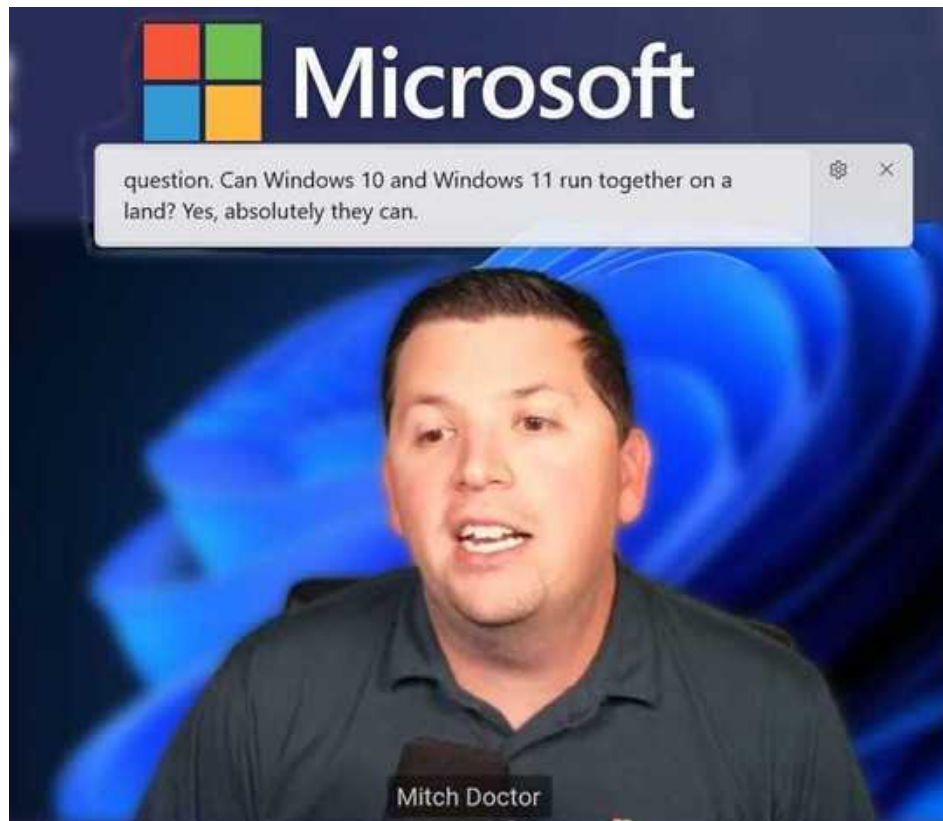 Microsoft
question. Can Windows 10 and Windows 11 run together on a
land? Yes, absolutely they can.
Mitch Doctor